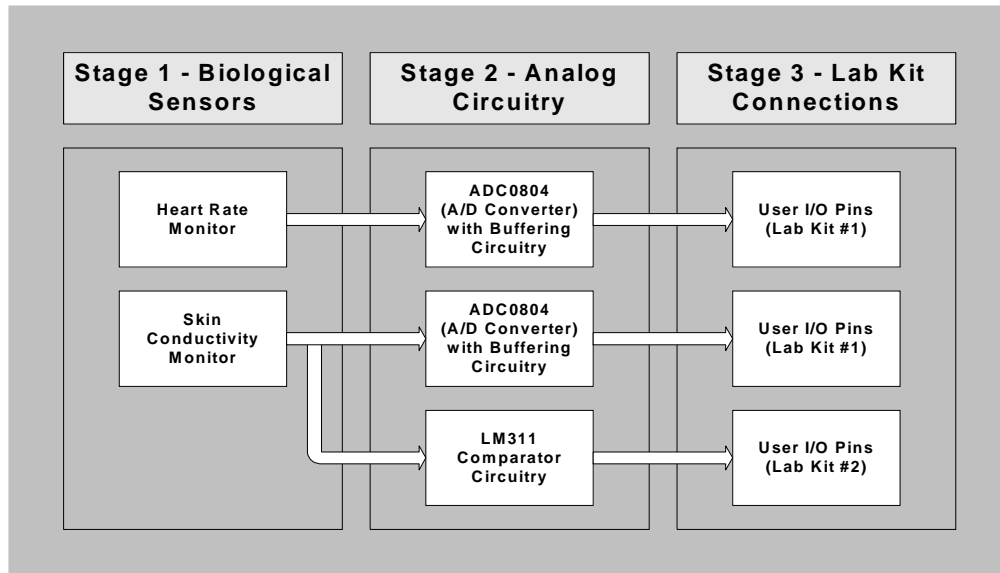 Stage 1 - Biological
Sensors
Stage 2 - Analog
Circuitry
Stage 3 - Lab Kit
Connections
Heart Rate
Monitor
ADC0804
(A/D Converter)
with Buffering
Circuitry
User I/O Pins
(Lab Kit #1)
Skin
Conductivity
Monitor
ADC0804
(A/D Converter)
with Buffering
Circuitry
User I/O Pins
(Lab Kit #1)
LM311
Comparator
Circuitry
User I/O Pins
(Lab Kit #2)